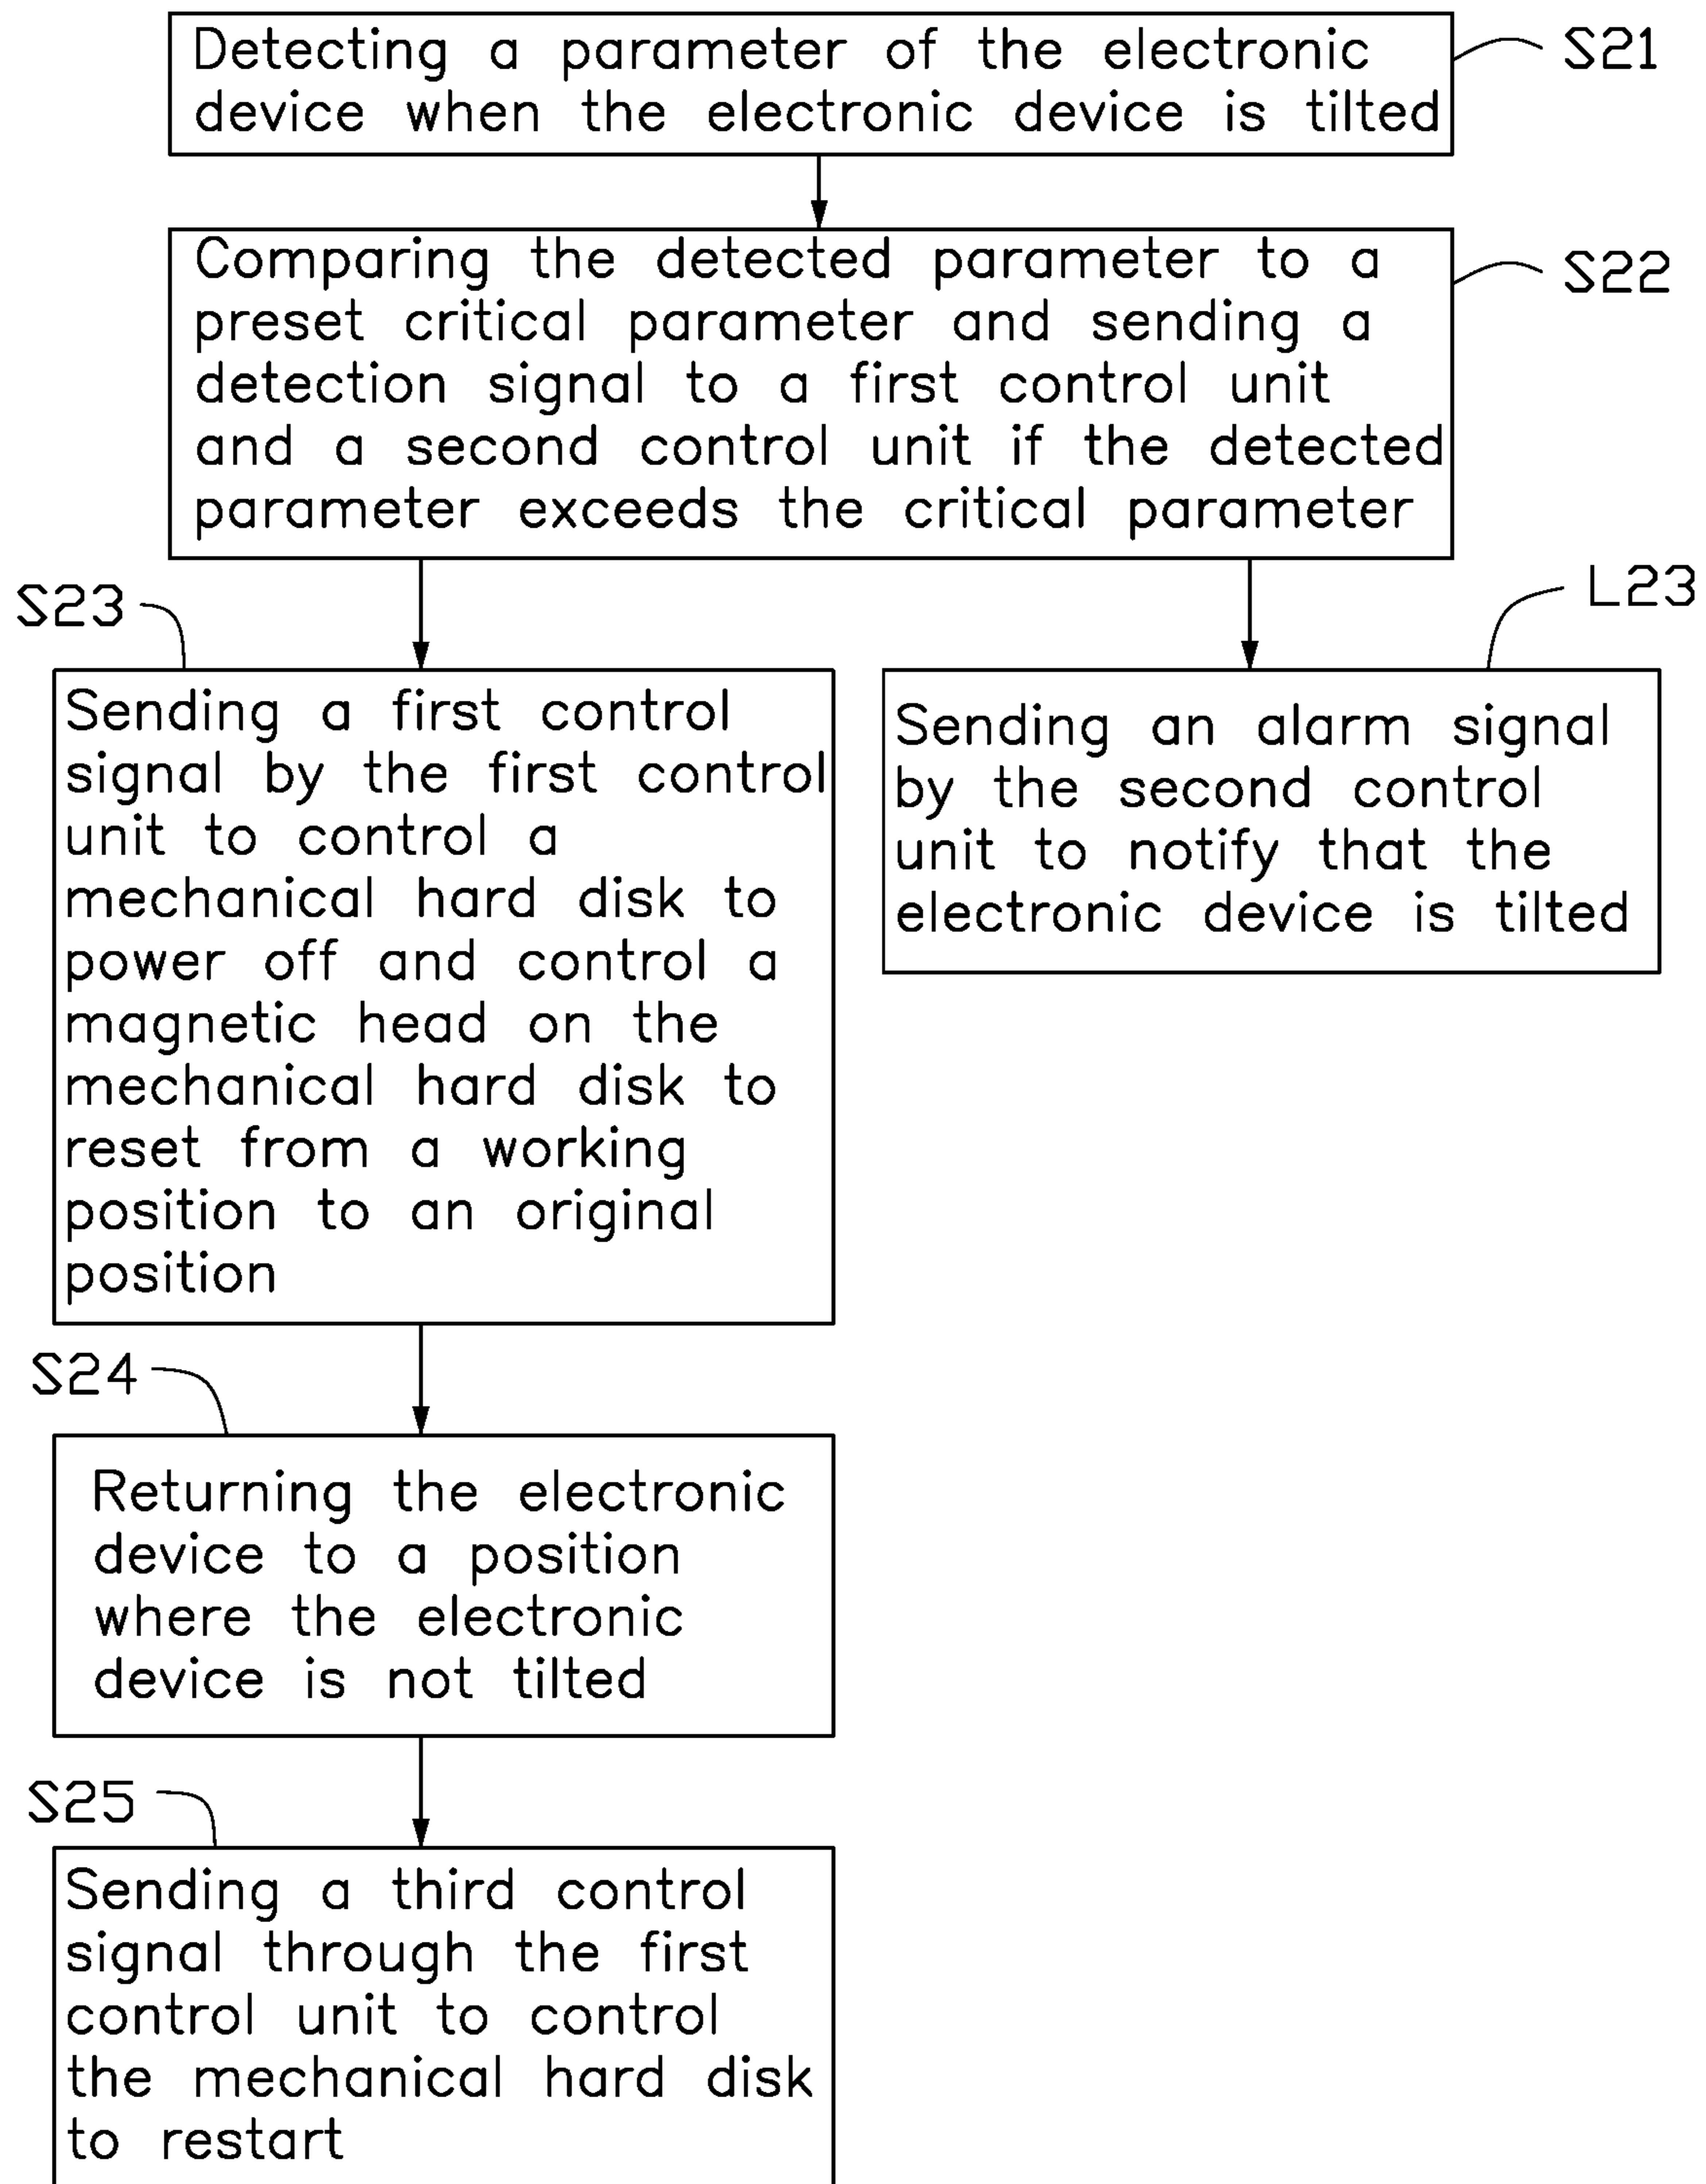 Detecting a parameter of the electronic
device when the electronic device is tilted
S21
Comparing the detected parameter to a
preset critical parameter and sending a
detection signal to a first control unit
and a second control unit if the detected
parameter exceeds the critical parameter
S22
S23
Sending a first control
signal by the first control
unit to control a
mechanical hard disk to
power off and control a
magnetic head on the
mechanical hard disk to
reset from a working
position to an original
position
L23
Sending an alarm signal
by the second control
unit to notify that the
electronic device is tilted
S24
Returning the electronic
device to a position
where the electronic
device is not tilted
S25
Sending a third control
signal through the first
control unit to control
the mechanical hard disk
to restart